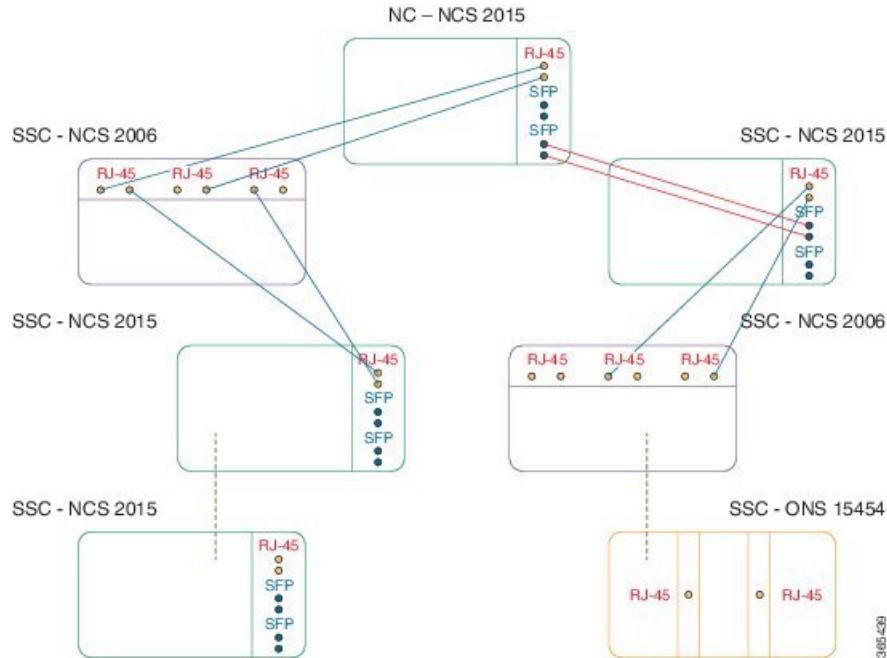 NC – NCS 2015
RJ-45
SFP
SFP
SSC - NCS 2006
RJ-45 RJ-45 RJ-45
SSC - NCS 2015
RJ-45
SFP
SFP
SSC - NCS 2015
RJ-45
SFP
SFP
SSC - NCS 2006
RJ-45 RJ-45 RJ-45
SSC - NCS 2015
RJ-45
SFP
SFP
SSC - ONS 15454
RJ-45 RJ-45
365439